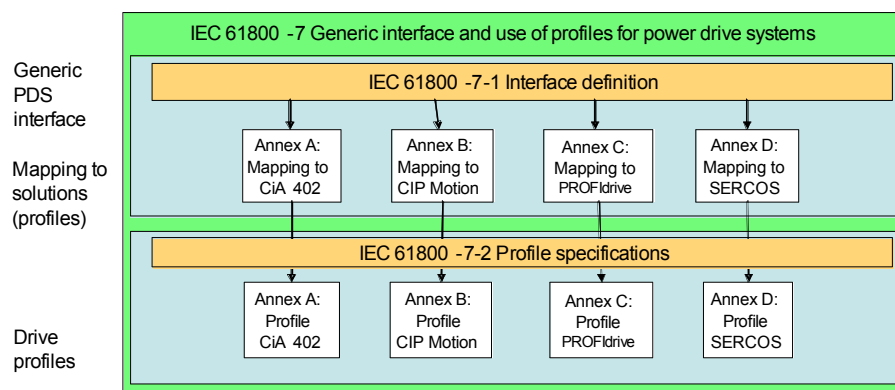 IEC 61800 -7 Generic interface and use of profiles for power drive systems
Generic
PDS
interface
IEC 61800 -7-1 Interface definition
Mapping to
solutions
(profiles)
Annex A:
Mapping to
CiA 402
Annex B:
Mapping to
CIP Motion
Annex C:
Mapping to
PROFIdrive
Annex D:
Mapping to
SERCOS
IEC 61800 -7-2 Profile specifications
Drive
profiles
Annex A:
Profile
CiA 402
Annex B:
Profile
CIP Motion
Annex C:
Profile
PROFIdrive
Annex D:
Profile
SERCOS